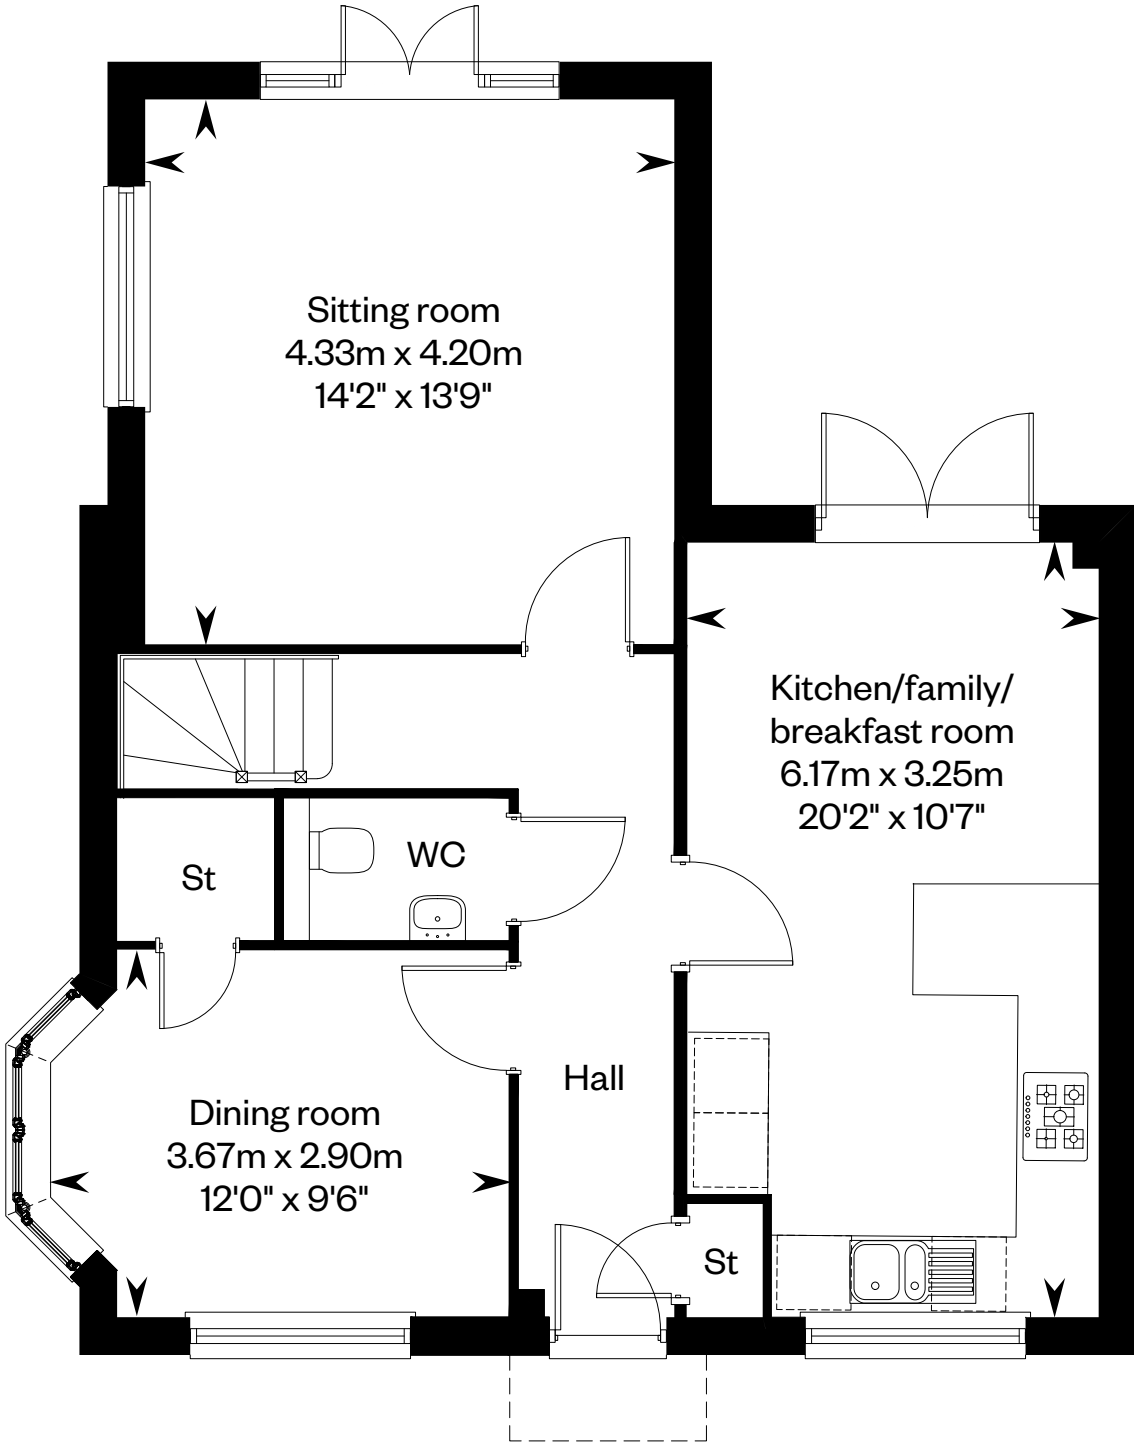 Sitting room
4.33m x 4.20m
14'2" x 13'9"
Kitchen/family/
breakfast room
6.17m x 3.25m
20'2" x 10'7"
WC
St
Hall
Dining room
3.67m x 2.90m
12'0" x 9'6"
St